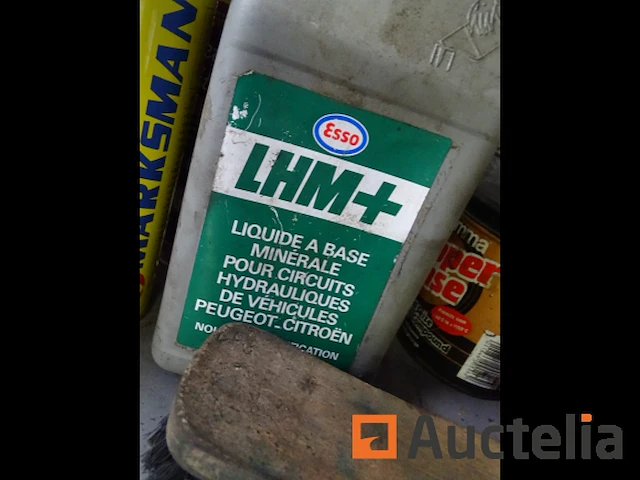 MARKSMAN
Esso
LHM+
LIQUIDE A BASE
MINÉRALE
POUR CIRCUITS
HYDRAULIQUES
DE VÉHICULES
PEUGEOT-CITROËN
Auctelia